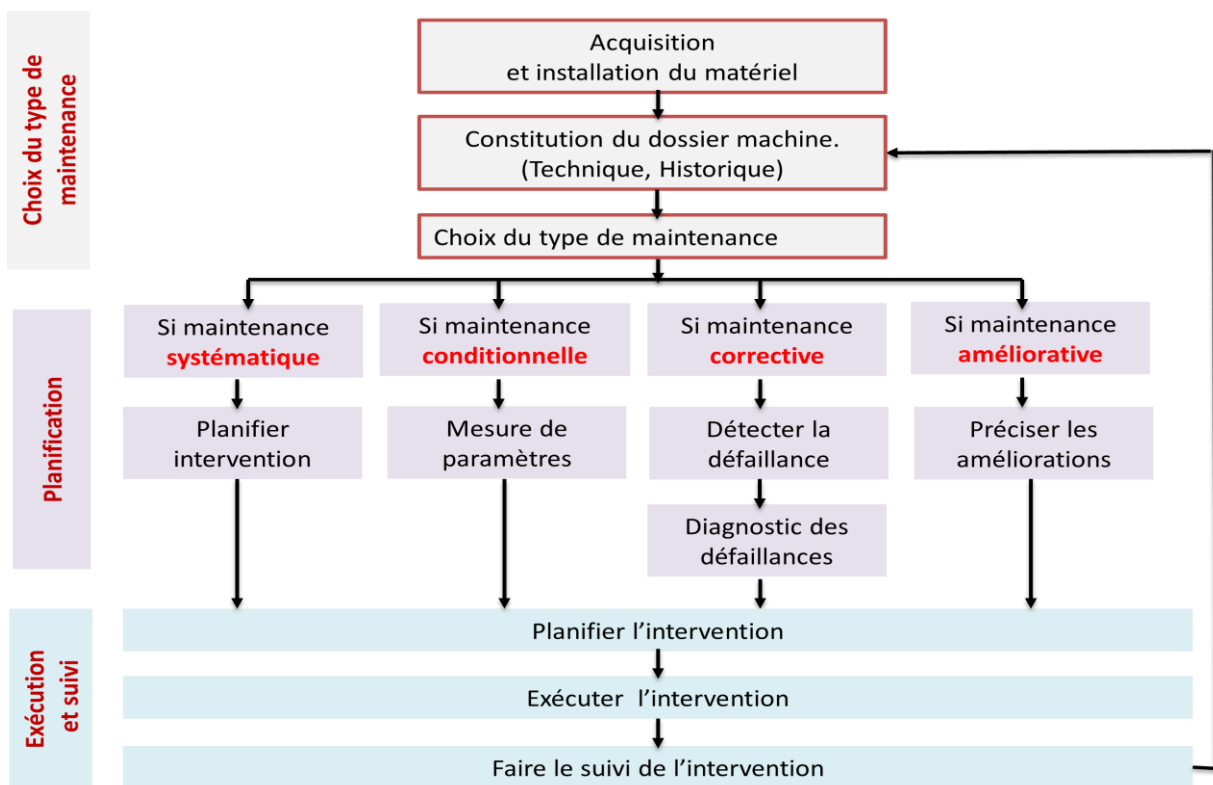 Choix du type de
maintenance
Acquisition
et installation du matériel
Constitution du dossier machine.
(Technique, Historique)
Choix du type de maintenance
Planification
Si maintenance
systématique
Si maintenance
conditionnelle
Si maintenance
corrective
Si maintenance
améliorative
Planifier
intervention
Mesure de
paramètres
Détecter la
défaillance
Préciser les
améliorations
Diagnostic des
défaillances
Exécution
et suivi
Planifier l’intervention
Exécuter l’intervention
Faire le suivi de l’intervention